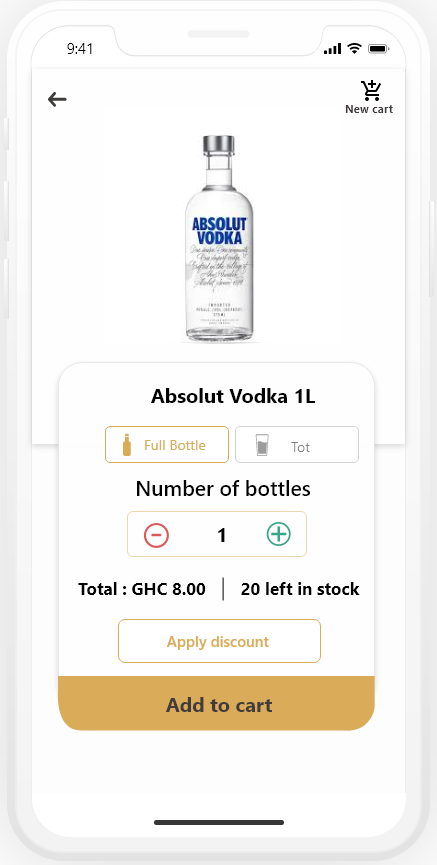 9:41
New cart
ABSOLUT
VODKA
IMPORTED
Absolut Vodka 1L
Full Bottle
Tot
Number of bottles
1
Total : GHC 8.00 | 20 left in stock
Apply discount
Add to cart